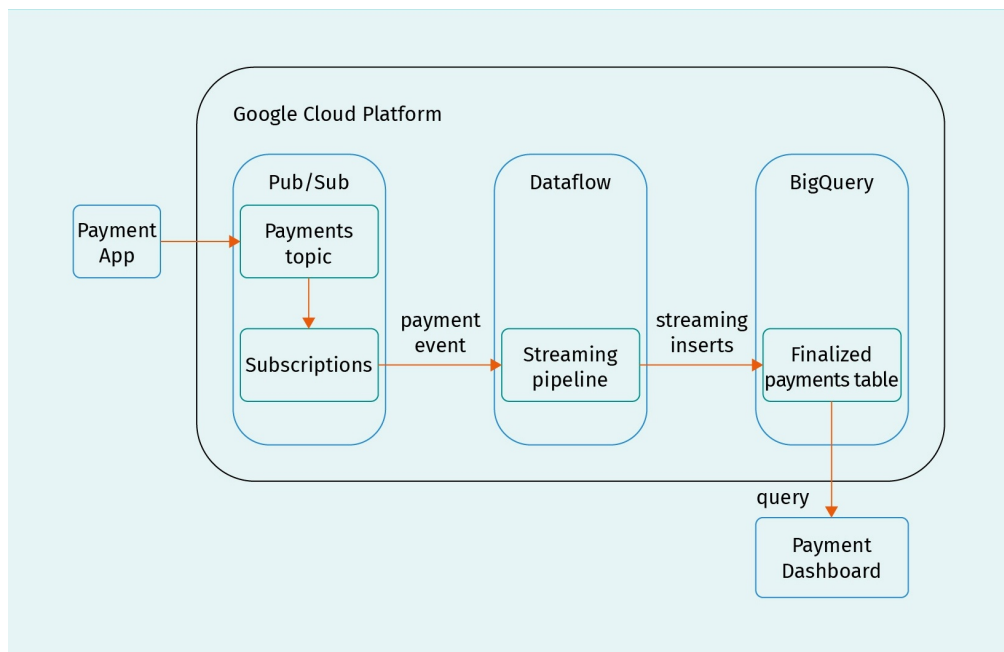 Google Cloud Platform
Pub/Sub
Dataflow
BigQuery
Payment
App
Payments
topic
Subscriptions
payment
event
Streaming
pipeline
streaming
inserts
Finalized
payments table
query
Payment
Dashboard